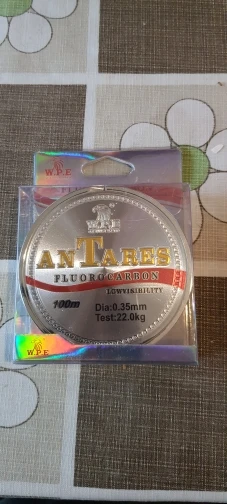 W.P.E
W.P.E
ANTARES
FLUOROCARBON
LOWVISIBILITY
100m
Dia:0.35mm
Test:22.0kg
W.P.E